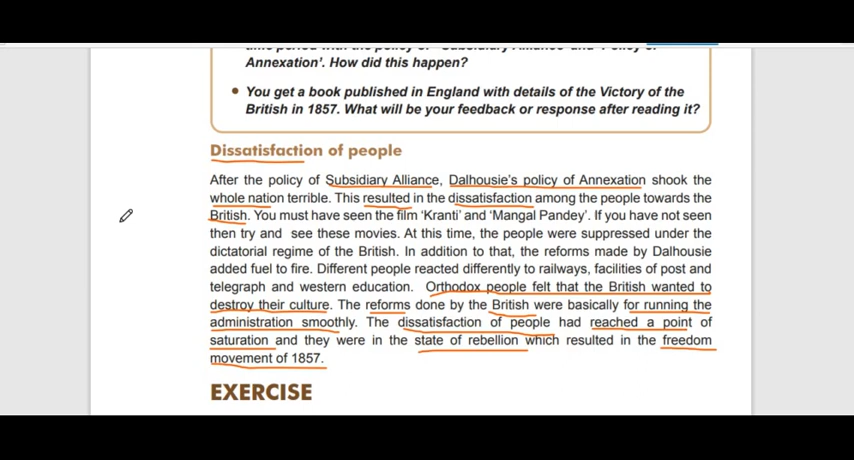 Annexation'. How did this happen?
• You get a book published in England with details of the Victory of the
British in 1857. What will be your feedback or response after reading it?
Dissatisfaction of people
After the policy of Subsidiary Alliance, Dalhousie's policy of Annexation shook the
whole nation terrible. This resulted in the dissatisfaction among the people towards the
British. You must have seen the film ‘Kranti’ and ‘Mangal Pandey’. If you have not seen
then try and see these movies. At this time, the people were suppressed under the
dictatorial regime of the British. In addition to that, the reforms made by Dalhousie
added fuel to fire. Different people reacted differently to railways, facilities of post and
telegraph and western education. Orthodox people felt that the British wanted to
destroy their culture. The reforms done by the British were basically for running the
administration smoothly. The dissatisfaction of people had reached a point of
saturation and they were in the state of rebellion which resulted in the freedom
movement of 1857.
EXERCISE